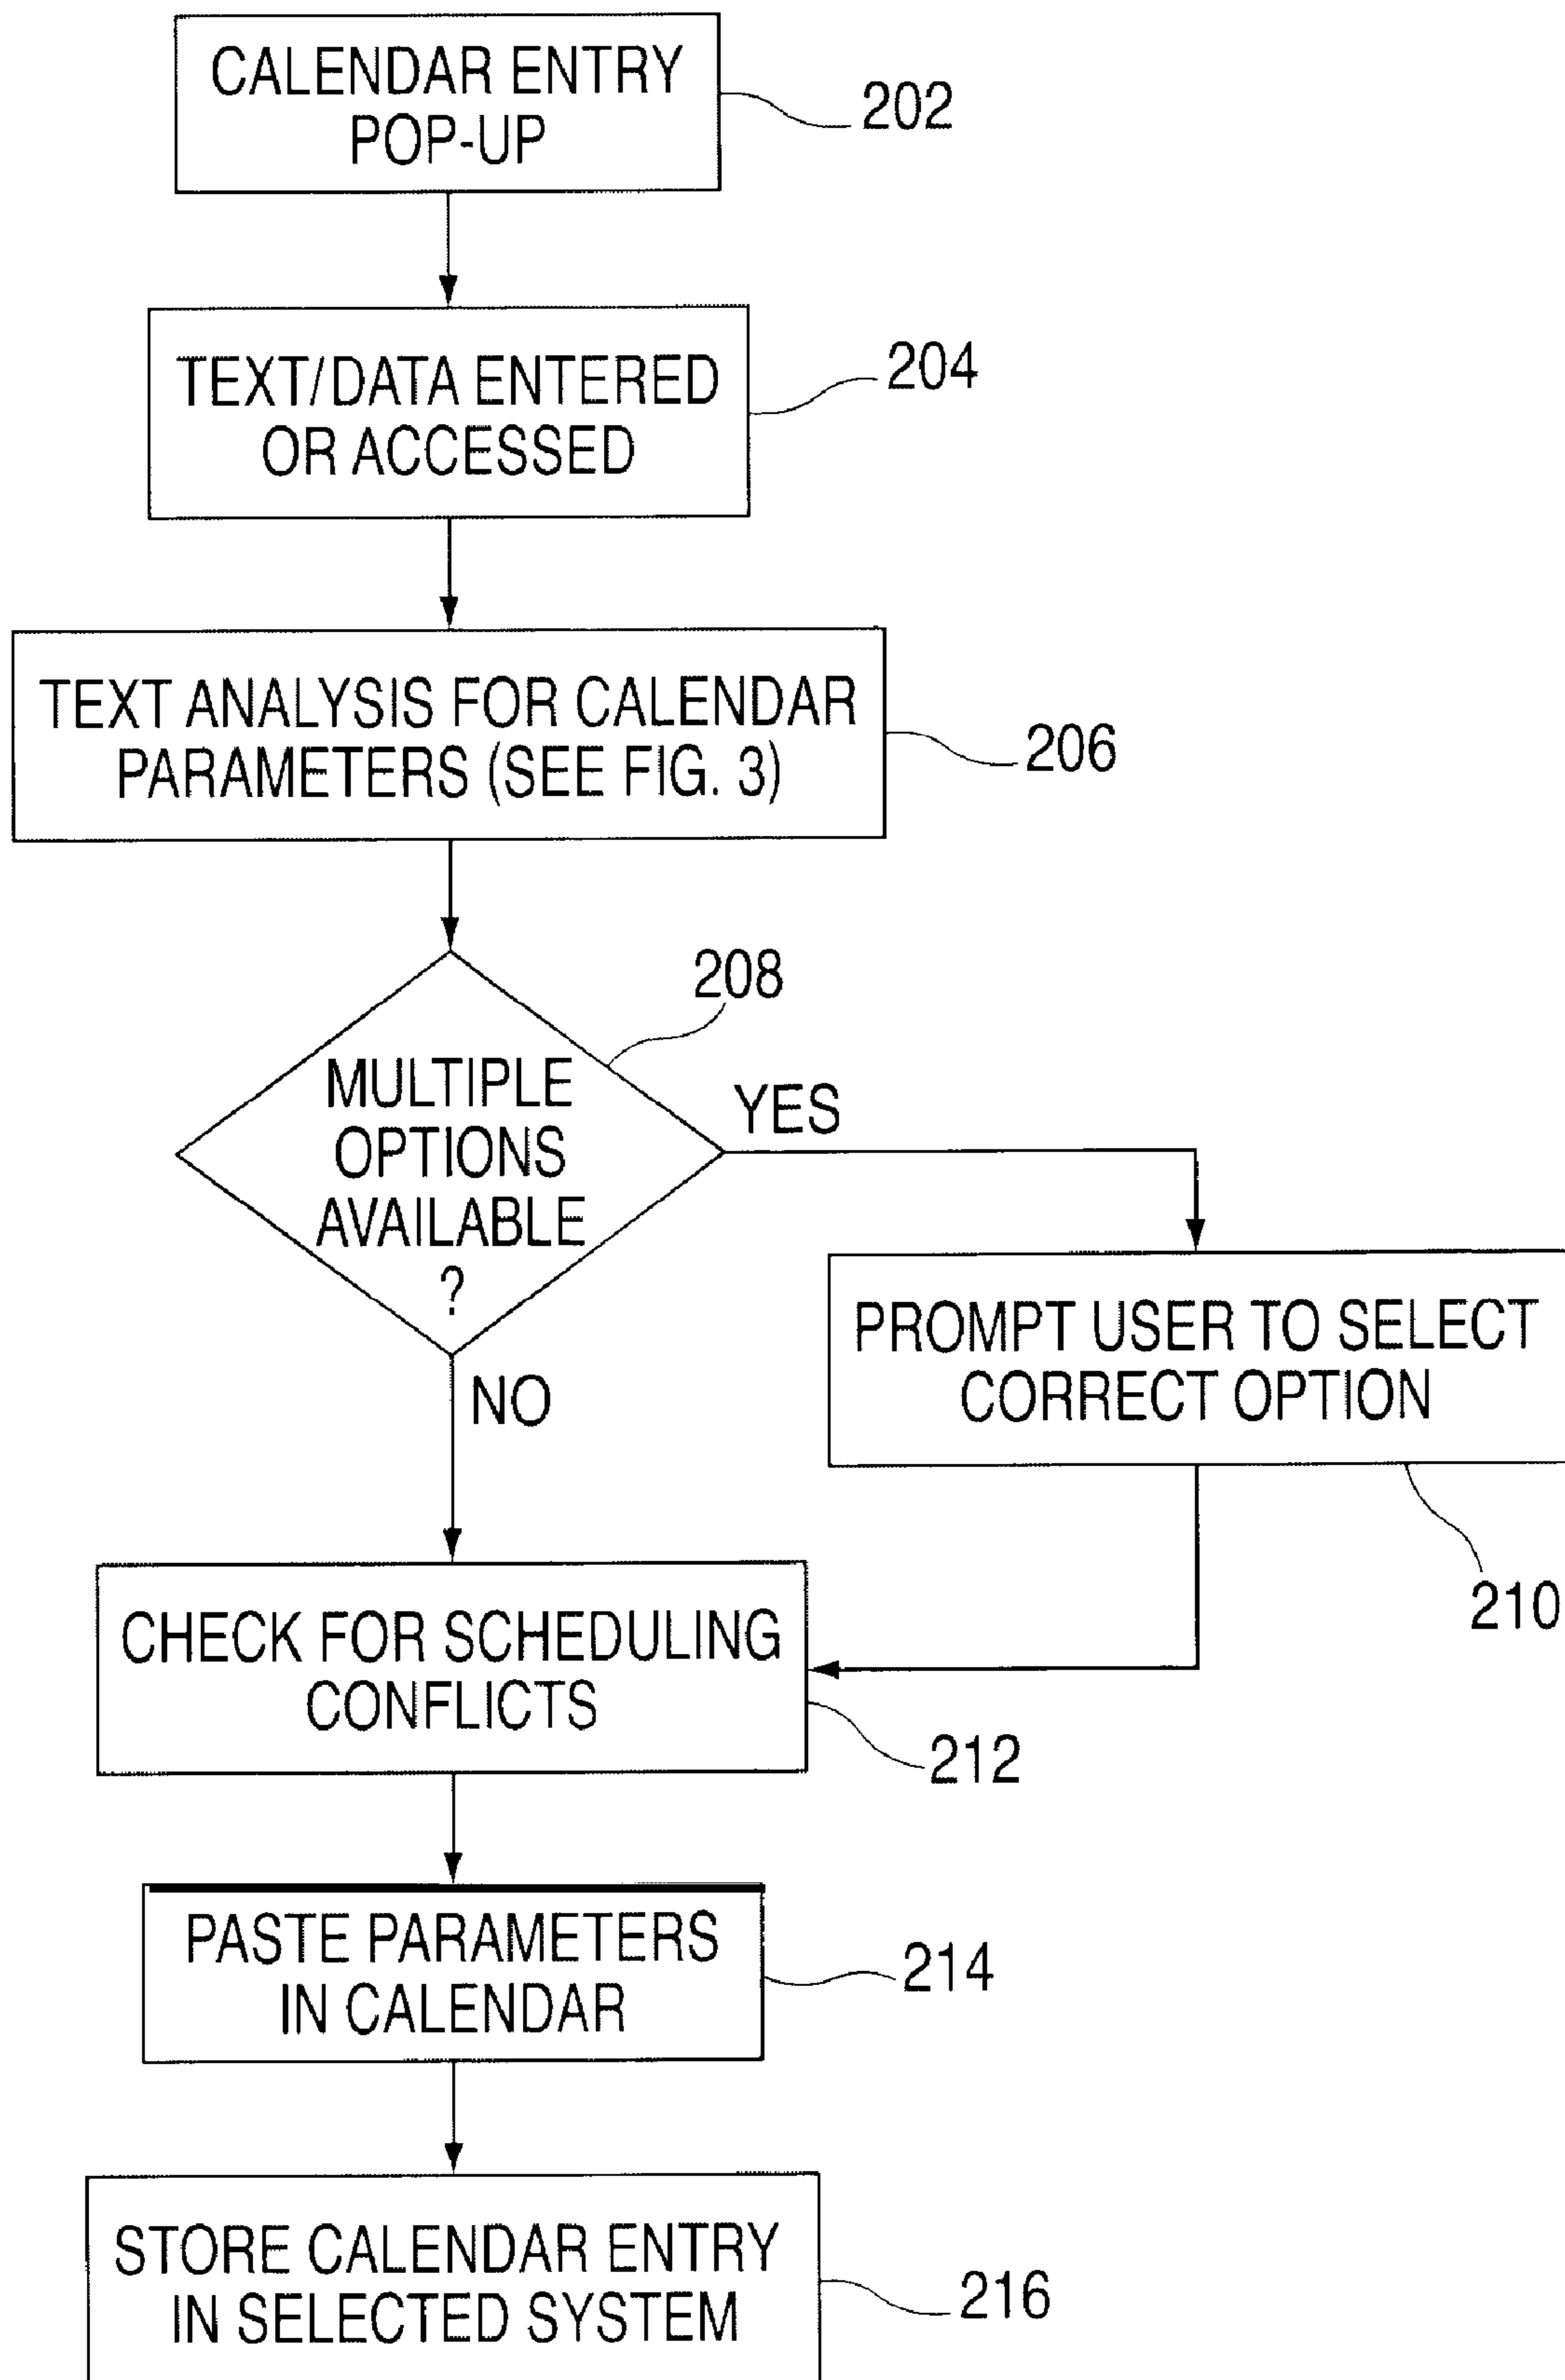 CALENDAR ENTRY
POP-UP
202
TEXT/DATA ENTERED
OR ACCESSED
204
TEXT ANALYSIS FOR CALENDAR
PARAMETERS (SEE FIG. 3)
206
208
MULTIPLE
OPTIONS
AVAILABLE
?
YES
NO
PROMPT USER TO SELECT
CORRECT OPTION
210
CHECK FOR SCHEDULING
CONFLICTS
212
PASTE PARAMETERS
IN CALENDAR
214
STORE CALENDAR ENTRY
IN SELECTED SYSTEM
216